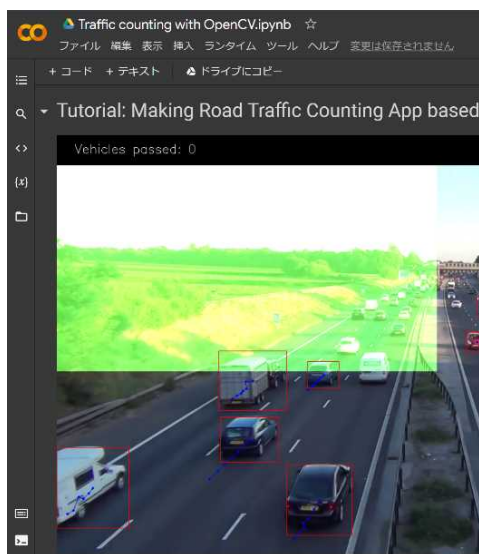 Traffic counting with OpenCV.ipynb ☆
ファイル 編集 表示 挿入 ランタイム ツール ヘルプ 変更は保存されません
+ コード + テキスト ドライブにコピー
Tutorial: Making Road Traffic Counting App based
Vehicles passed: 0
{x}